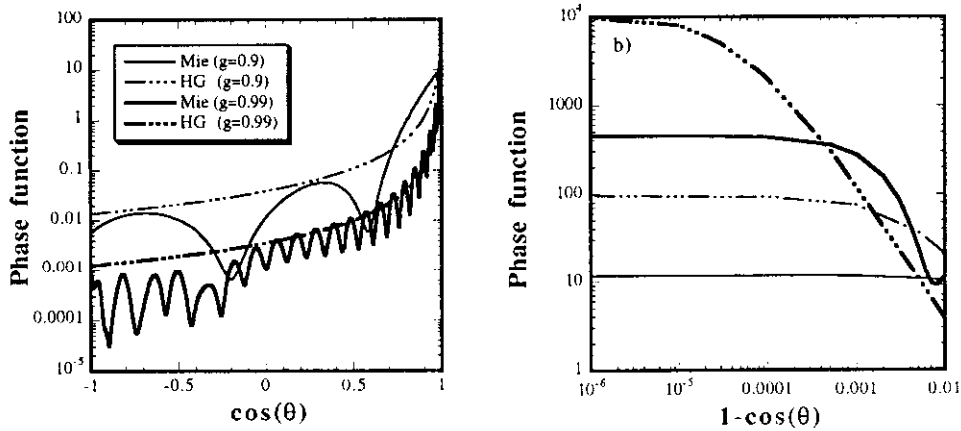 100
10
1
0.1
0.01
0.001
0.0001
10-5
Phase function
Mie (g=0.9)
HG (g=0.9)
Mie (g=0.99)
HG (g=0.99)
-1 -0.5 0 0.5 1
cos(θ)
b)
10⁴
1000
100
10
1
Phase function
10⁻⁶ 10⁻⁵ 0.0001 0.001 0.01
1-cos(θ)